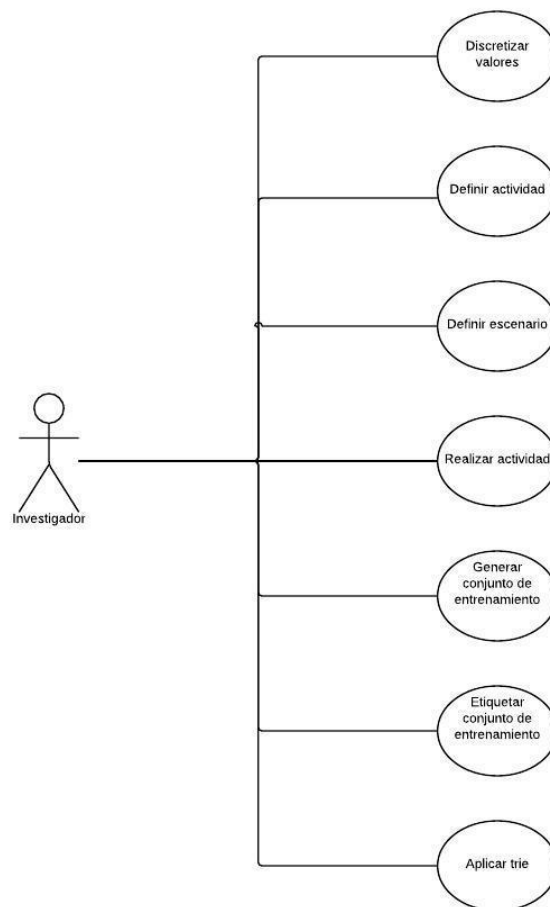 Discretizar
valores
Definir actividad
Definir escenario
Realizar actividad
Investigador
Generar
conjunto de
entrenamiento
Etiquetar
conjunto de
entrenamiento
Aplicar trie